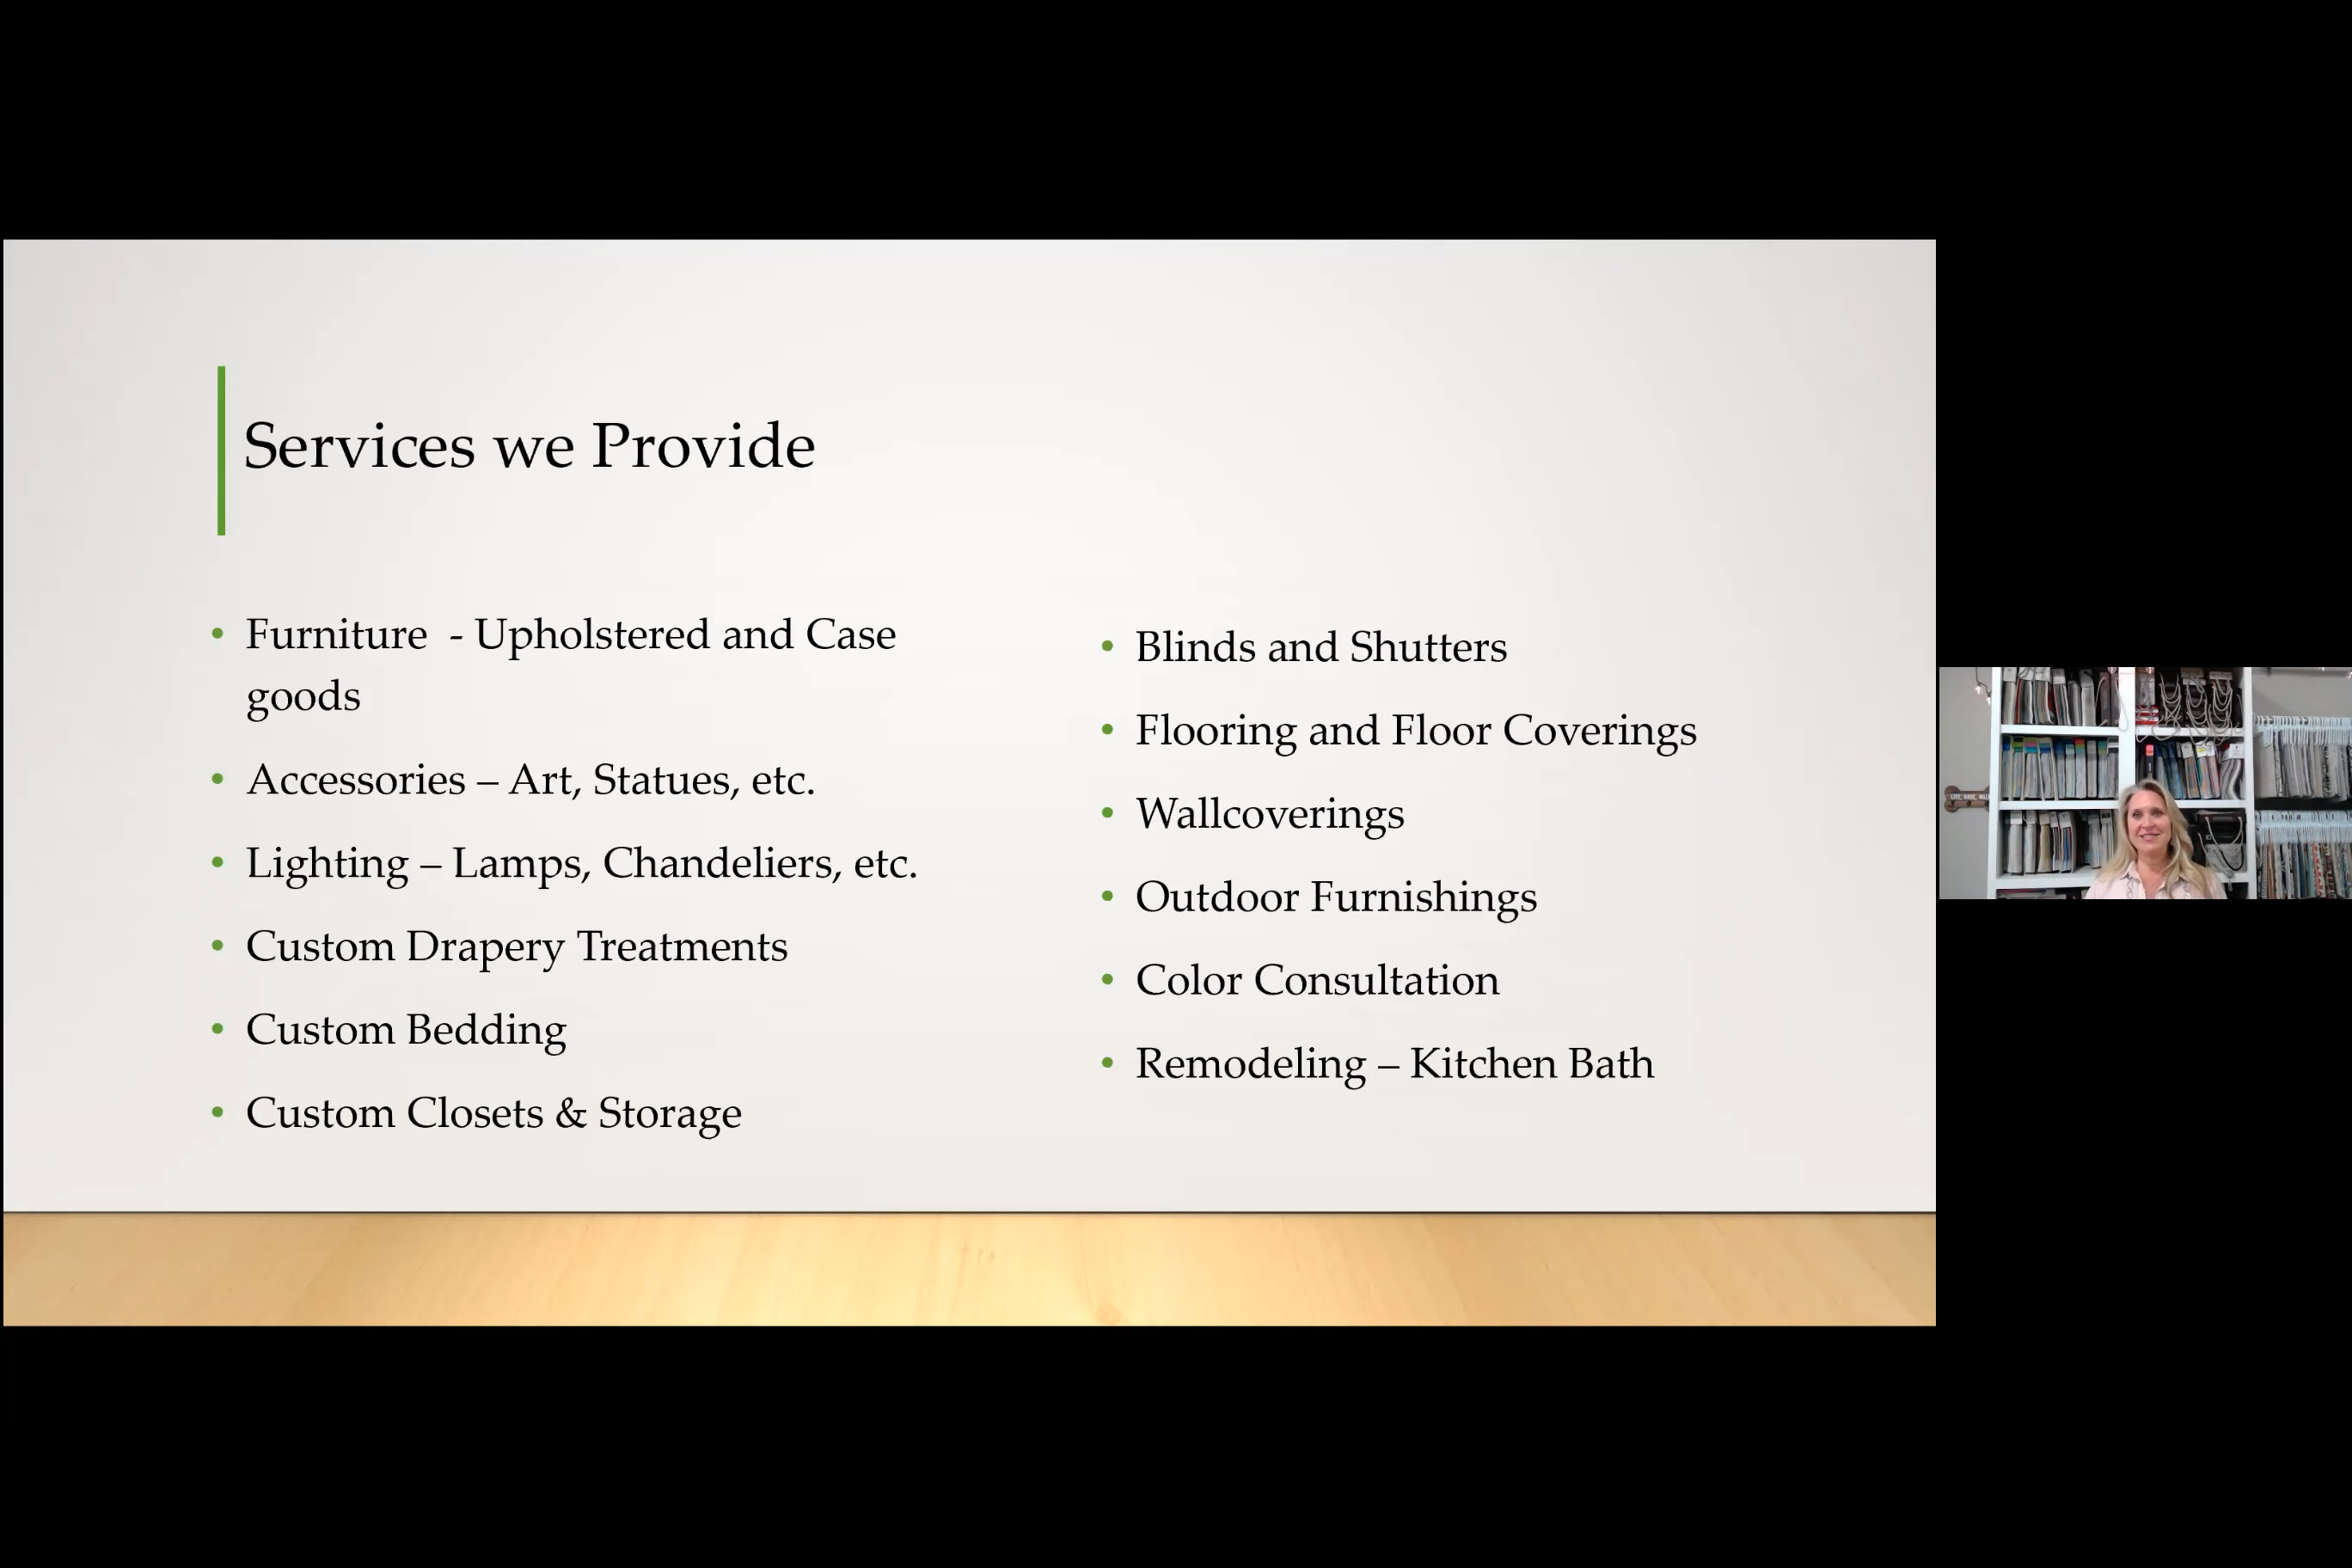 Services we Provide
• Furniture  - Upholstered and Case
goods
• Accessories – Art, Statues, etc.
• Lighting – Lamps, Chandeliers, etc.
• Custom Drapery Treatments
• Custom Bedding
• Custom Closets & Storage
• Blinds and Shutters
• Flooring and Floor Coverings
• Wallcoverings
• Outdoor Furnishings
• Color Consultation
• Remodeling – Kitchen Bath